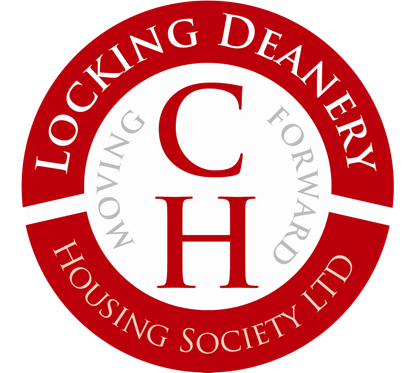 LOCKING DEANERY
C
MOVING FORWARD
H
HOUSING SOCIETY LTD